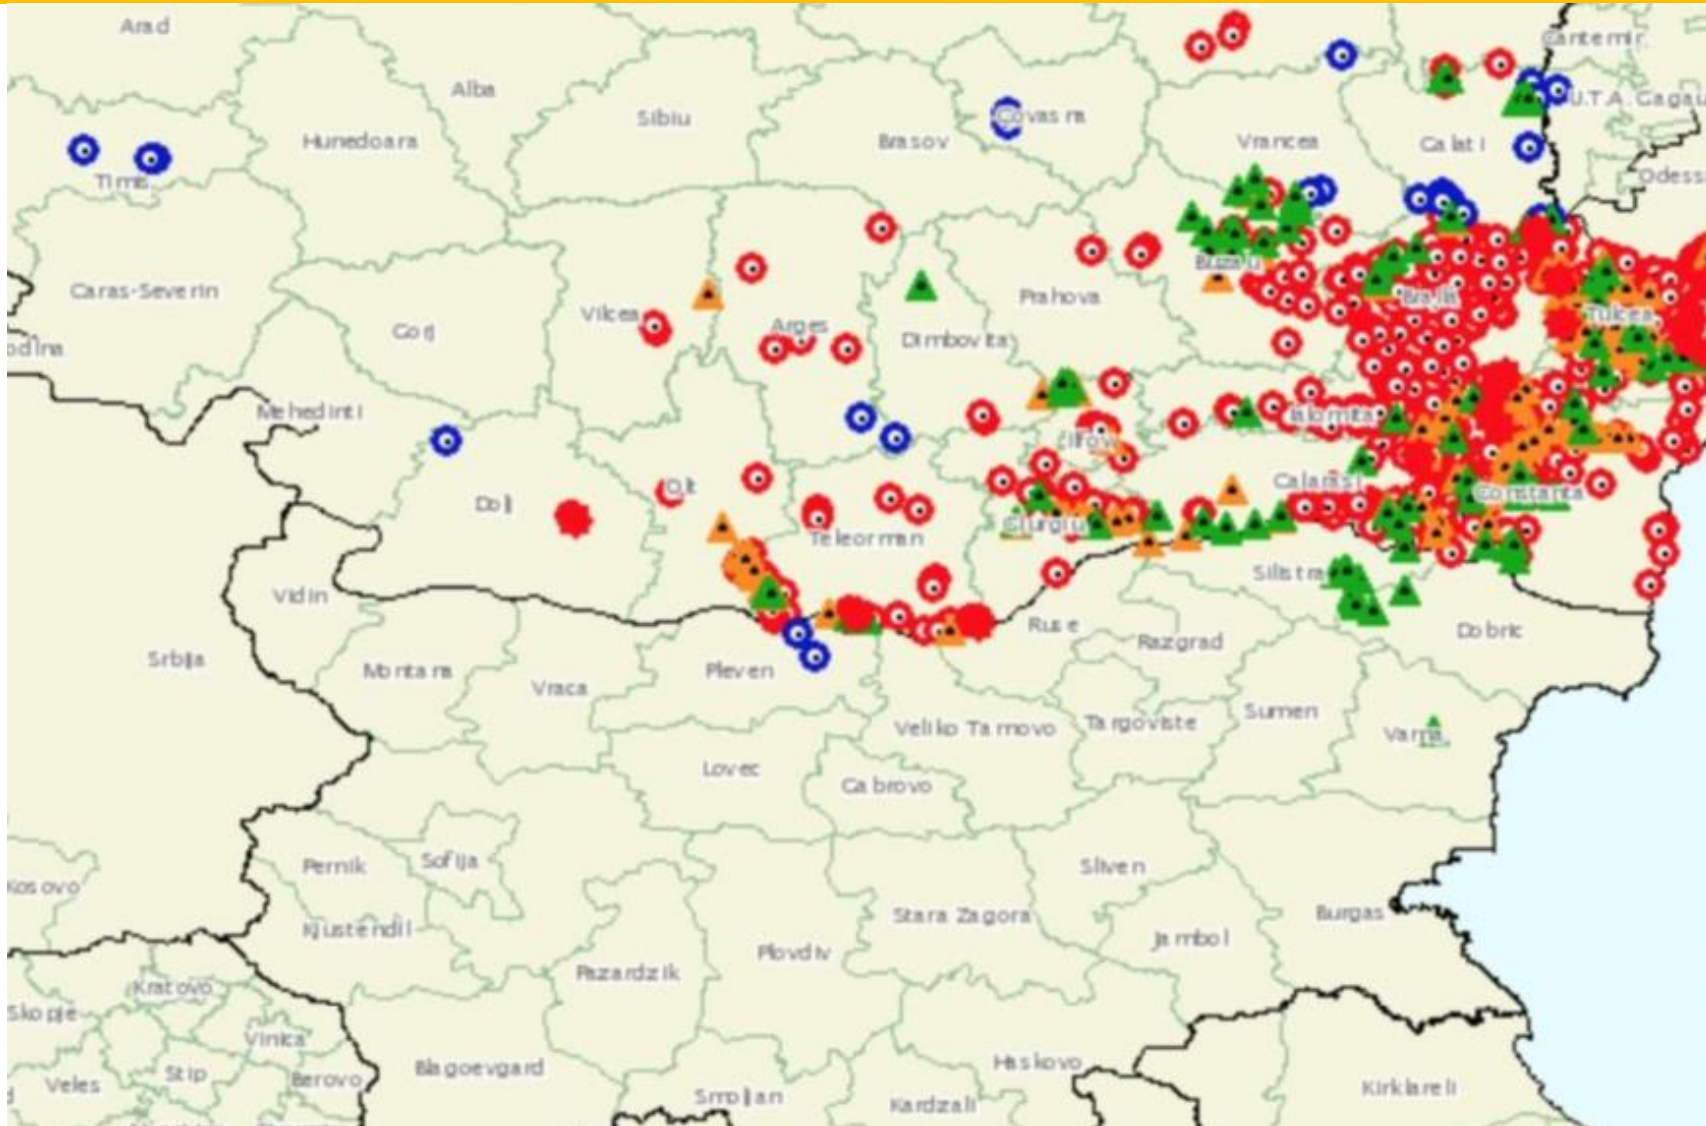 Arad
Cantemir
Alba
U.T.A. Gagau
Hunedoara
Sibiu
Covasna
Brasov
Vrancea
Galati
Timis
Odess
Caras-Severin
Buzau
Prahova
Braila
Vilcea
Tulcea
Gorj
Arges
Dimbovita
odina
Mehedinti
Ialomita
Ilfov
Dolj
Olt
Calarasi
Constanta
Giurgiu
Teleorman
Silistra
Vidin
Ruse
Razgrad
Dobric
Srbija
Montana
Vraca
Pleven
Veliko Tarnovo
Targoviste
Sumen
Varna
Lovec
Gabrovo
Pernik
Sofija
Sliven
Kosovo
Kjustendil
Stara Zagora
Burgas
Plovdiv
Jambol
Pazardzik
Kratovo
Skopje
Vinica
Blagoevgard
Haskovo
Stip
Berovo
Veles
Smoljan
Kardzali
Kirklareli